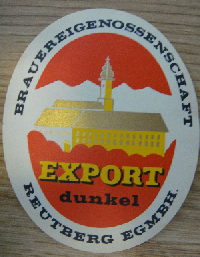 BRAUEREIGENOSSENSCHAFT
EXPORT
dunkel
REUTBERG EGMBH.